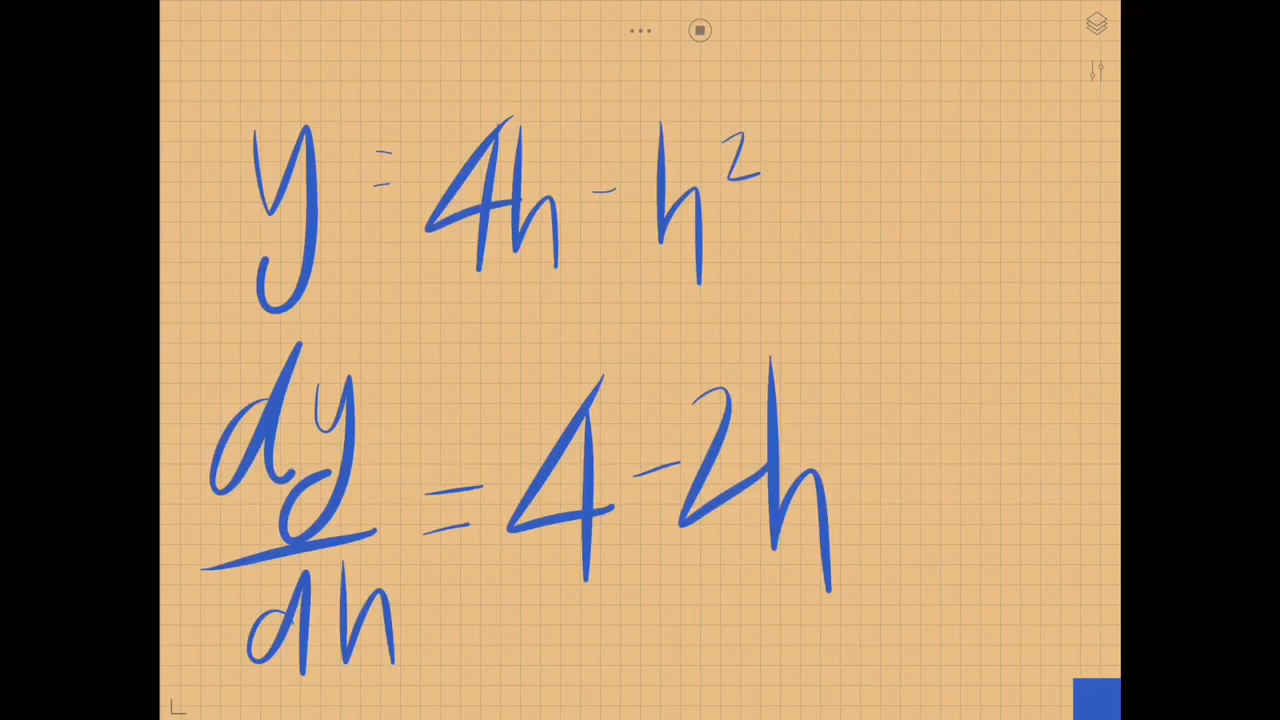 y = 4h - h²
dy/dh = 4 - 2h